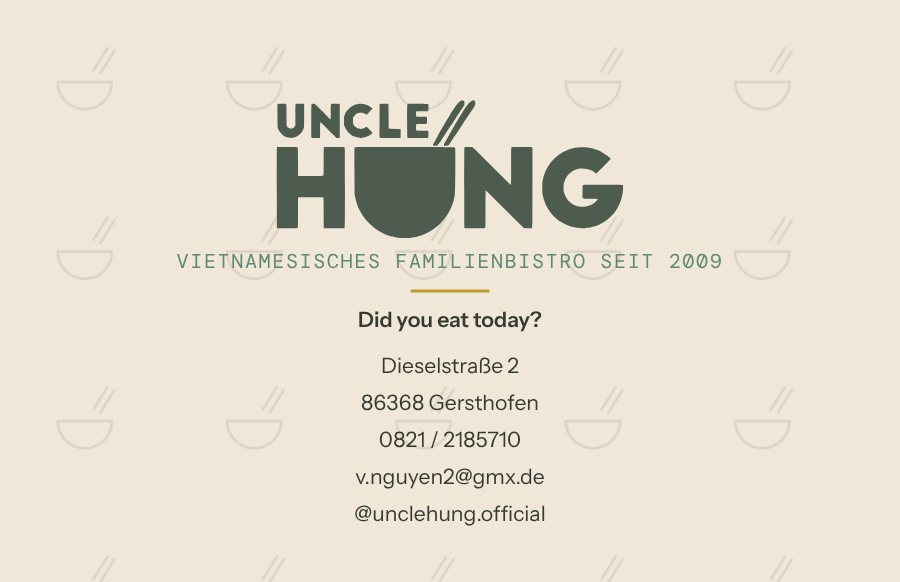 UNCLE
HUNG
VIETNAMESISCHES FAMILIENBISTRO SEIT 2009
Did you eat today?
Dieselstraße 2
86368 Gersthofen
0821 / 2185710
v.nguyen2@gmx.de
@unclehung.official